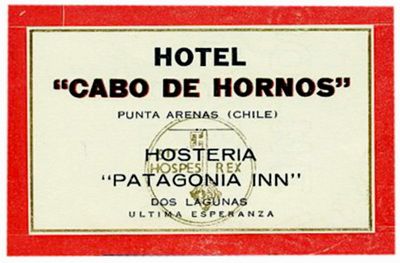 HOTEL
"CABO DE HORNOS"
PUNTA ARENAS (CHILE)
HOSTERIA
HOSPES REX
"PATAGONIA INN"
DOS LAGUNAS
ULTIMA ESPERANZA